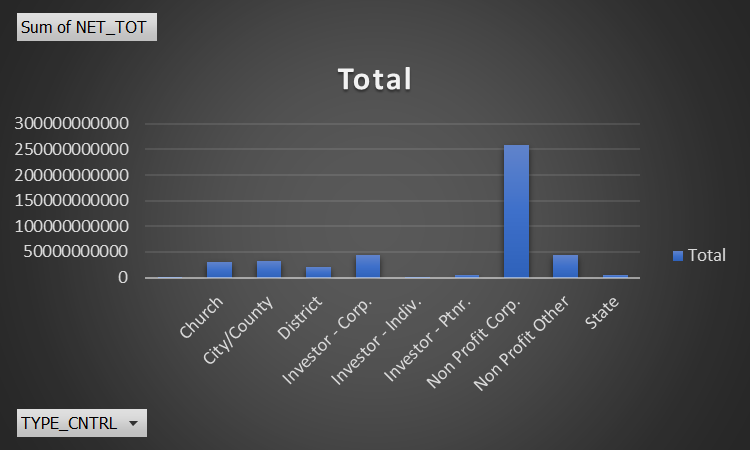 Sum of NET_TOT
Total
300000000000
250000000000
200000000000
150000000000
100000000000
50000000000
0
Church
City/County
District
Investor - Corp.
Investor - Indiv.
Investor - Ptnr.
Non Profit Corp.
Non Profit Other
State
Total
TYPE_CNTRL